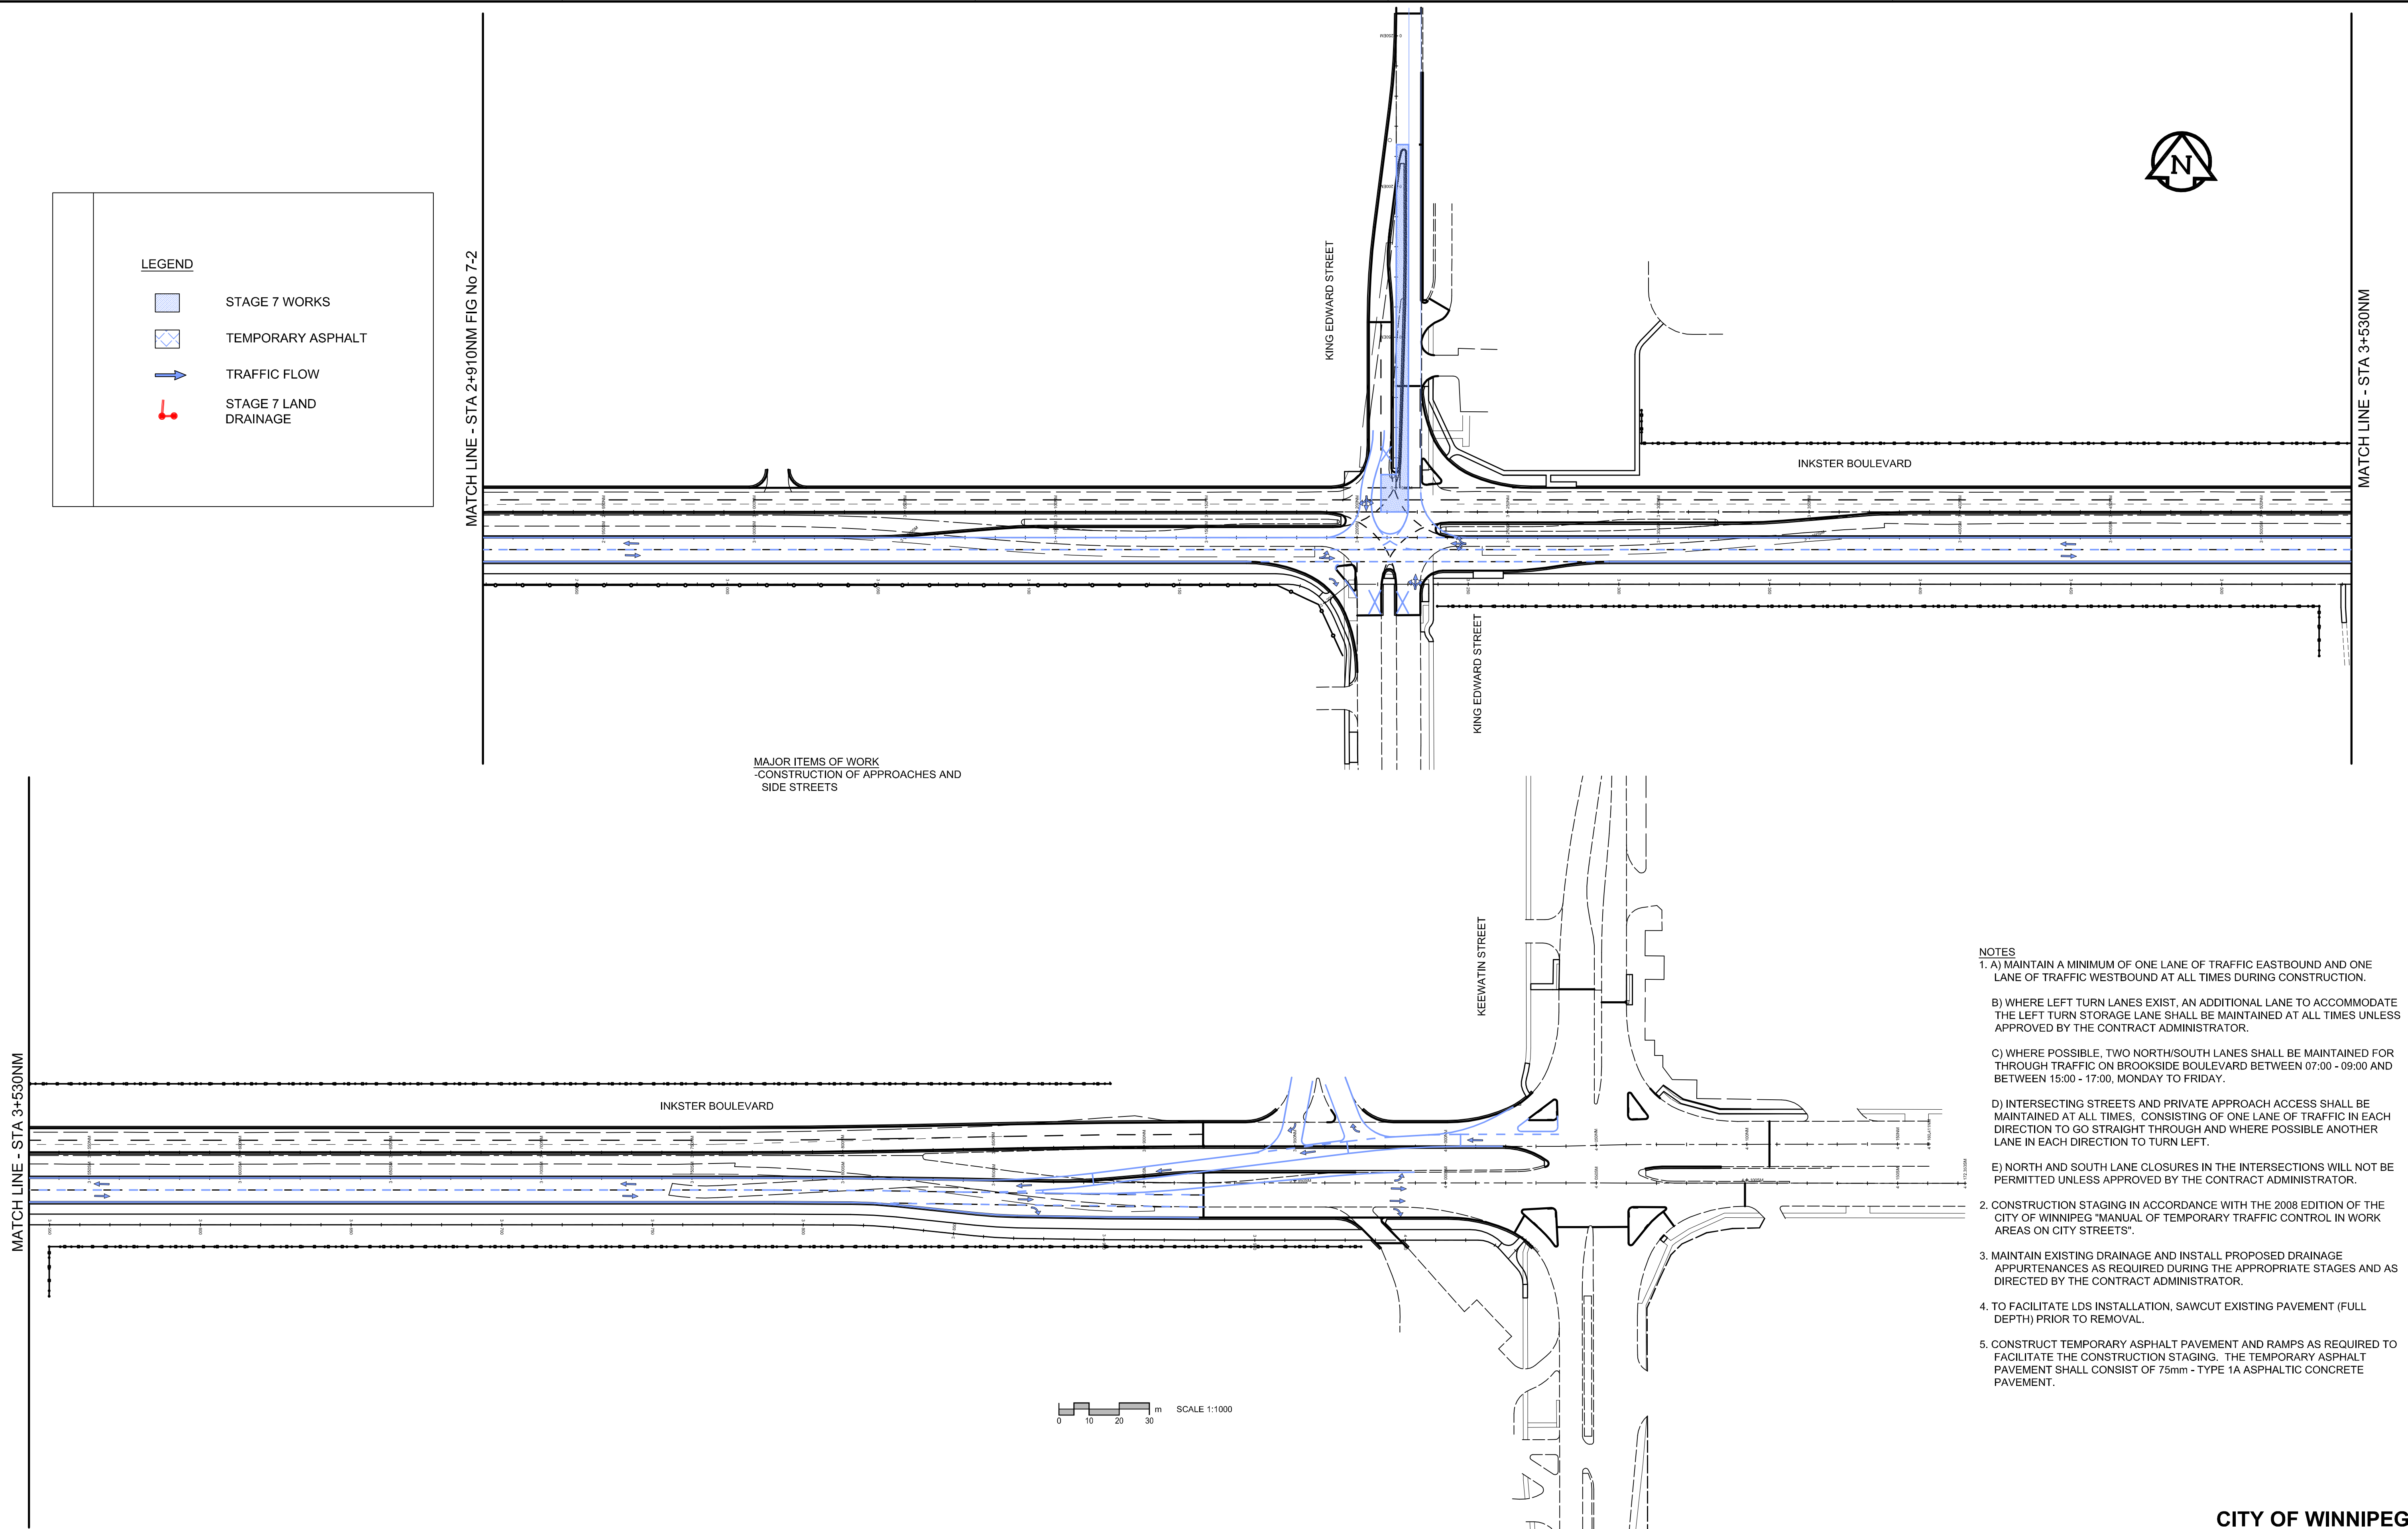 LEGEND
STAGE 7 WORKS
TEMPORARY ASPHALT
TRAFFIC FLOW
STAGE 7 LAND
DRAINAGE
MATCH LINE - STA 2+910NM FIG No 7-2
KING EDWARD STREET
N
INKSTER BOULEVARD
MATCH LINE - STA 3+530NM
KING EDWARD STREET
MAJOR ITEMS OF WORK
-CONSTRUCTION OF APPROACHES AND
SIDE STREETS
MATCH LINE - STA 3+530NM
INKSTER BOULEVARD
KEEWATIN STREET
NOTES
1. A) MAINTAIN A MINIMUM OF ONE LANE OF TRAFFIC EASTBOUND AND ONE
LANE OF TRAFFIC WESTBOUND AT ALL TIMES DURING CONSTRUCTION.
B) WHERE LEFT TURN LANES EXIST, AN ADDITIONAL LANE TO ACCOMMODATE
THE LEFT TURN STORAGE LANE SHALL BE MAINTAINED AT ALL TIMES UNLESS
APPROVED BY THE CONTRACT ADMINISTRATOR.
C) WHERE POSSIBLE, TWO NORTH/SOUTH LANES SHALL BE MAINTAINED FOR
THROUGH TRAFFIC ON BROOKSIDE BOULEVARD BETWEEN 07:00 - 09:00 AND
BETWEEN 15:00 - 17:00, MONDAY TO FRIDAY.
D) INTERSECTING STREETS AND PRIVATE APPROACH ACCESS SHALL BE
MAINTAINED AT ALL TIMES, CONSISTING OF ONE LANE OF TRAFFIC IN EACH
DIRECTION TO GO STRAIGHT THROUGH AND WHERE POSSIBLE ANOTHER
LANE IN EACH DIRECTION TO TURN LEFT.
E) NORTH AND SOUTH LANE CLOSURES IN THE INTERSECTIONS WILL NOT BE
PERMITTED UNLESS APPROVED BY THE CONTRACT ADMINISTRATOR.
2. CONSTRUCTION STAGING IN ACCORDANCE WITH THE 2008 EDITION OF THE
CITY OF WINNIPEG "MANUAL OF TEMPORARY TRAFFIC CONTROL IN WORK
AREAS ON CITY STREETS".
3. MAINTAIN EXISTING DRAINAGE AND INSTALL PROPOSED DRAINAGE
APPURTENANCES AS REQUIRED DURING THE APPROPRIATE STAGES AND AS
DIRECTED BY THE CONTRACT ADMINISTRATOR.
4. TO FACILITATE LDS INSTALLATION, SAWCUT EXISTING PAVEMENT (FULL
DEPTH) PRIOR TO REMOVAL.
5. CONSTRUCT TEMPORARY ASPHALT PAVEMENT AND RAMPS AS REQUIRED TO
FACILITATE THE CONSTRUCTION STAGING. THE TEMPORARY ASPHALT
PAVEMENT SHALL CONSIST OF 75mm - TYPE 1A ASPHALTIC CONCRETE
PAVEMENT.
m SCALE 1:1000
0 10 20 30
CITY OF WINNIPEG